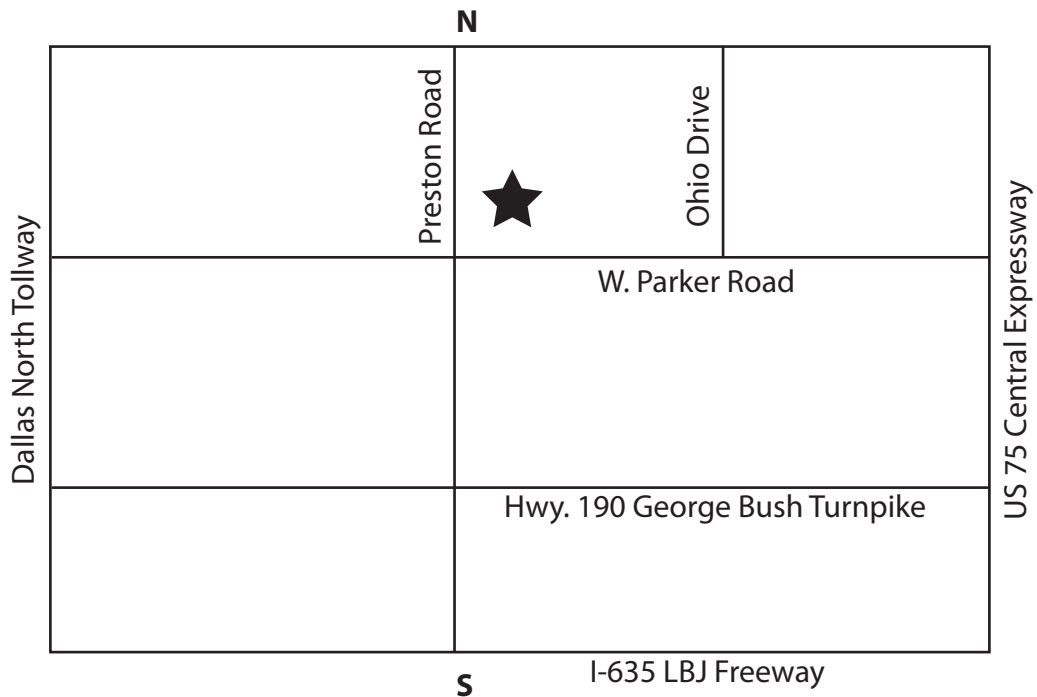 N
Preston Road
Ohio Drive
Dallas North Tollway
W. Parker Road
US 75 Central Expressway
Hwy. 190 George Bush Turnpike
I-635 LBJ Freeway
S